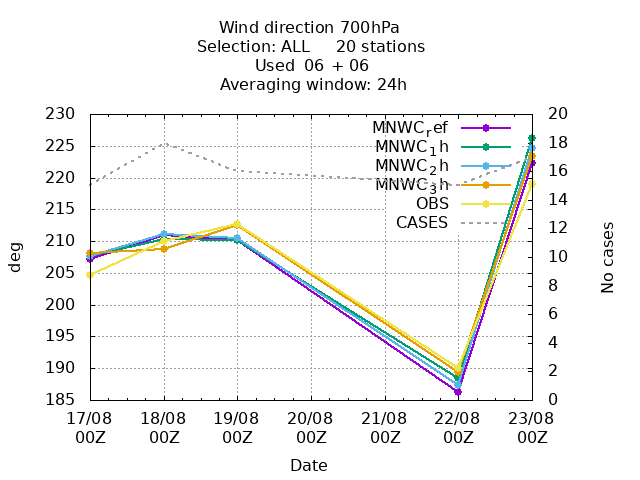 Wind direction 700hPa
Selection: ALL     20 stations
Used  06 + 06
Averaging window: 24h
230
225
220
215
210
205
200
195
190
185
20
18
16
14
12
10
8
6
4
2
0
MNWC_ref
MNWC_1h
MNWC_2h
MNWC_3h
OBS
CASES
deg
No cases
17/08 18/08 19/08 20/08 21/08 22/08 23/08
00Z 00Z 00Z 00Z 00Z 00Z 00Z
Date